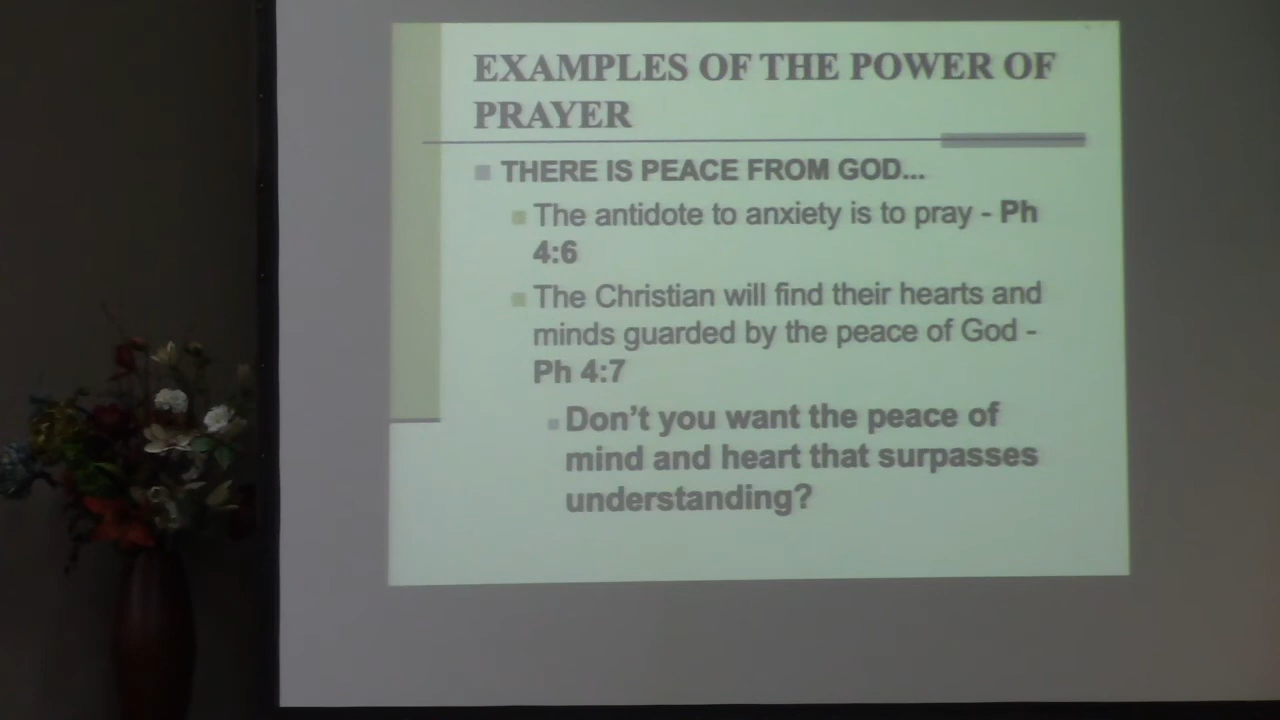 EXAMPLES OF THE POWER OF
PRAYER
THERE IS PEACE FROM GOD...
The antidote to anxiety is to pray - Ph
4:6
The Christian will find their hearts and
minds guarded by the peace of God -
Ph 4:7
Don't you want the peace of
mind and heart that surpasses
understanding?